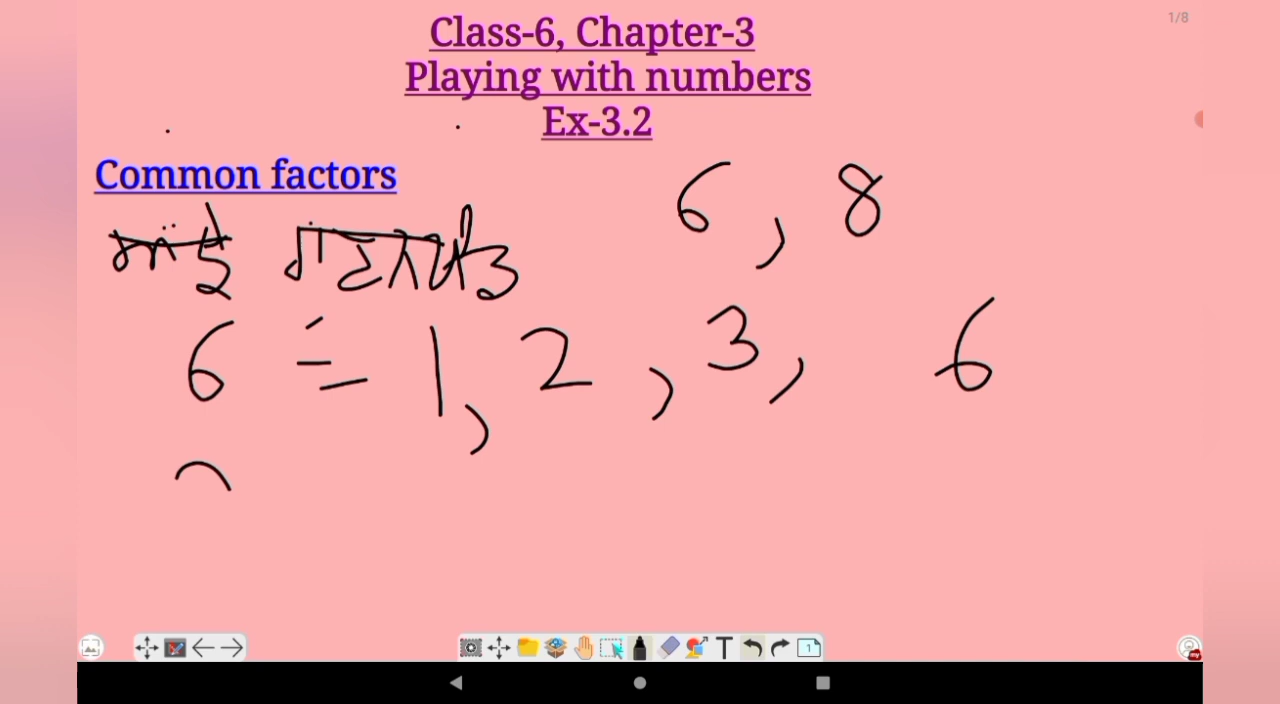 1/8
Class-6, Chapter-3
Playing with numbers
Ex-3.2
Common factors
6, 8
6 = 1, 2, 3, 6